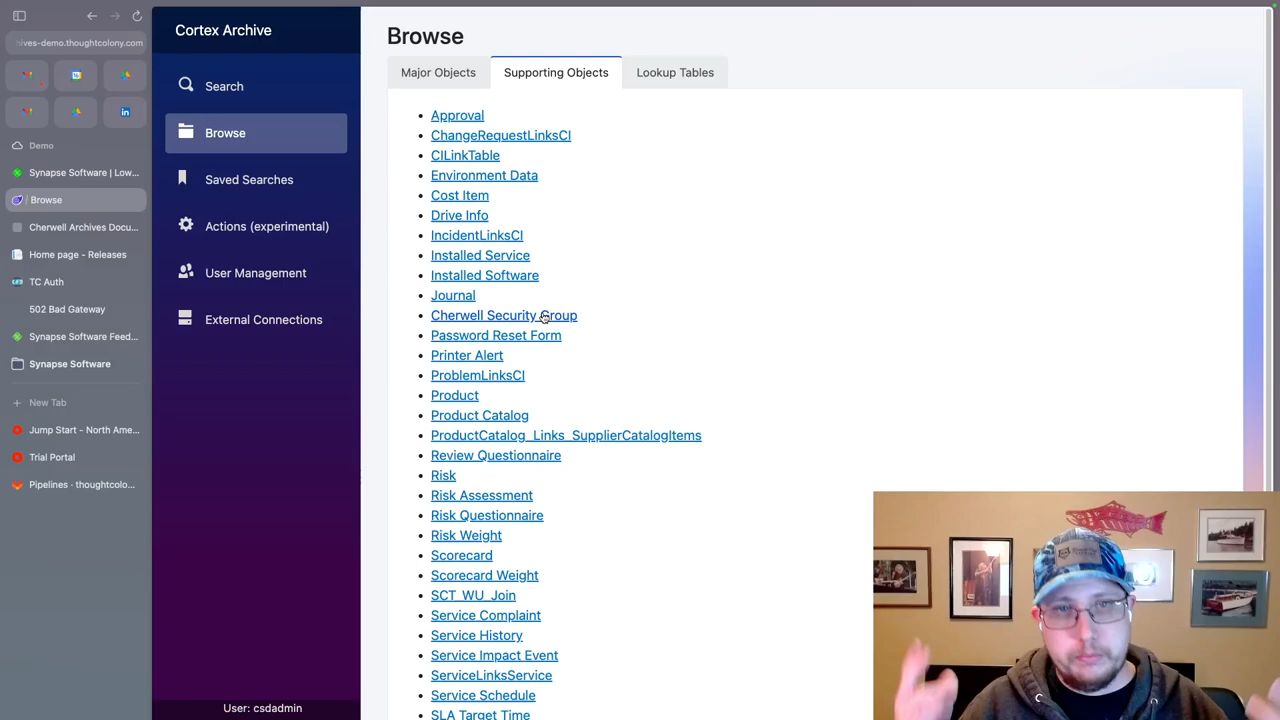 ives-demo.thoughtcolony.com
Demo
Synapse Software | Low...
Browse
Cherwell Archives Docu...
Home page - Releases
TC Auth
502 Bad Gateway
Synapse Software Feed...
Synapse Software
New Tab
Jump Start - North Ame...
Trial Portal
Pipelines · thoughtcolo...
Cortex Archive
Search
Browse
Saved Searches
Actions (experimental)
User Management
External Connections
User: csdadmin
Browse
Major Objects
Supporting Objects
Lookup Tables
Approval
ChangeRequestLinksCI
CILinkTable
Environment Data
Cost Item
Drive Info
IncidentLinksCI
Installed Service
Installed Software
Journal
Cherwell Security Group
Password Reset Form
Printer Alert
ProblemLinksCI
Product
Product Catalog
ProductCatalog_Links_SupplierCatalogItems
Review Questionnaire
Risk
Risk Assessment
Risk Questionnaire
Risk Weight
Scorecard
Scorecard Weight
SCT_WU_Join
Service Complaint
Service History
Service Impact Event
ServiceLinksService
Service Schedule
SLA Target Time